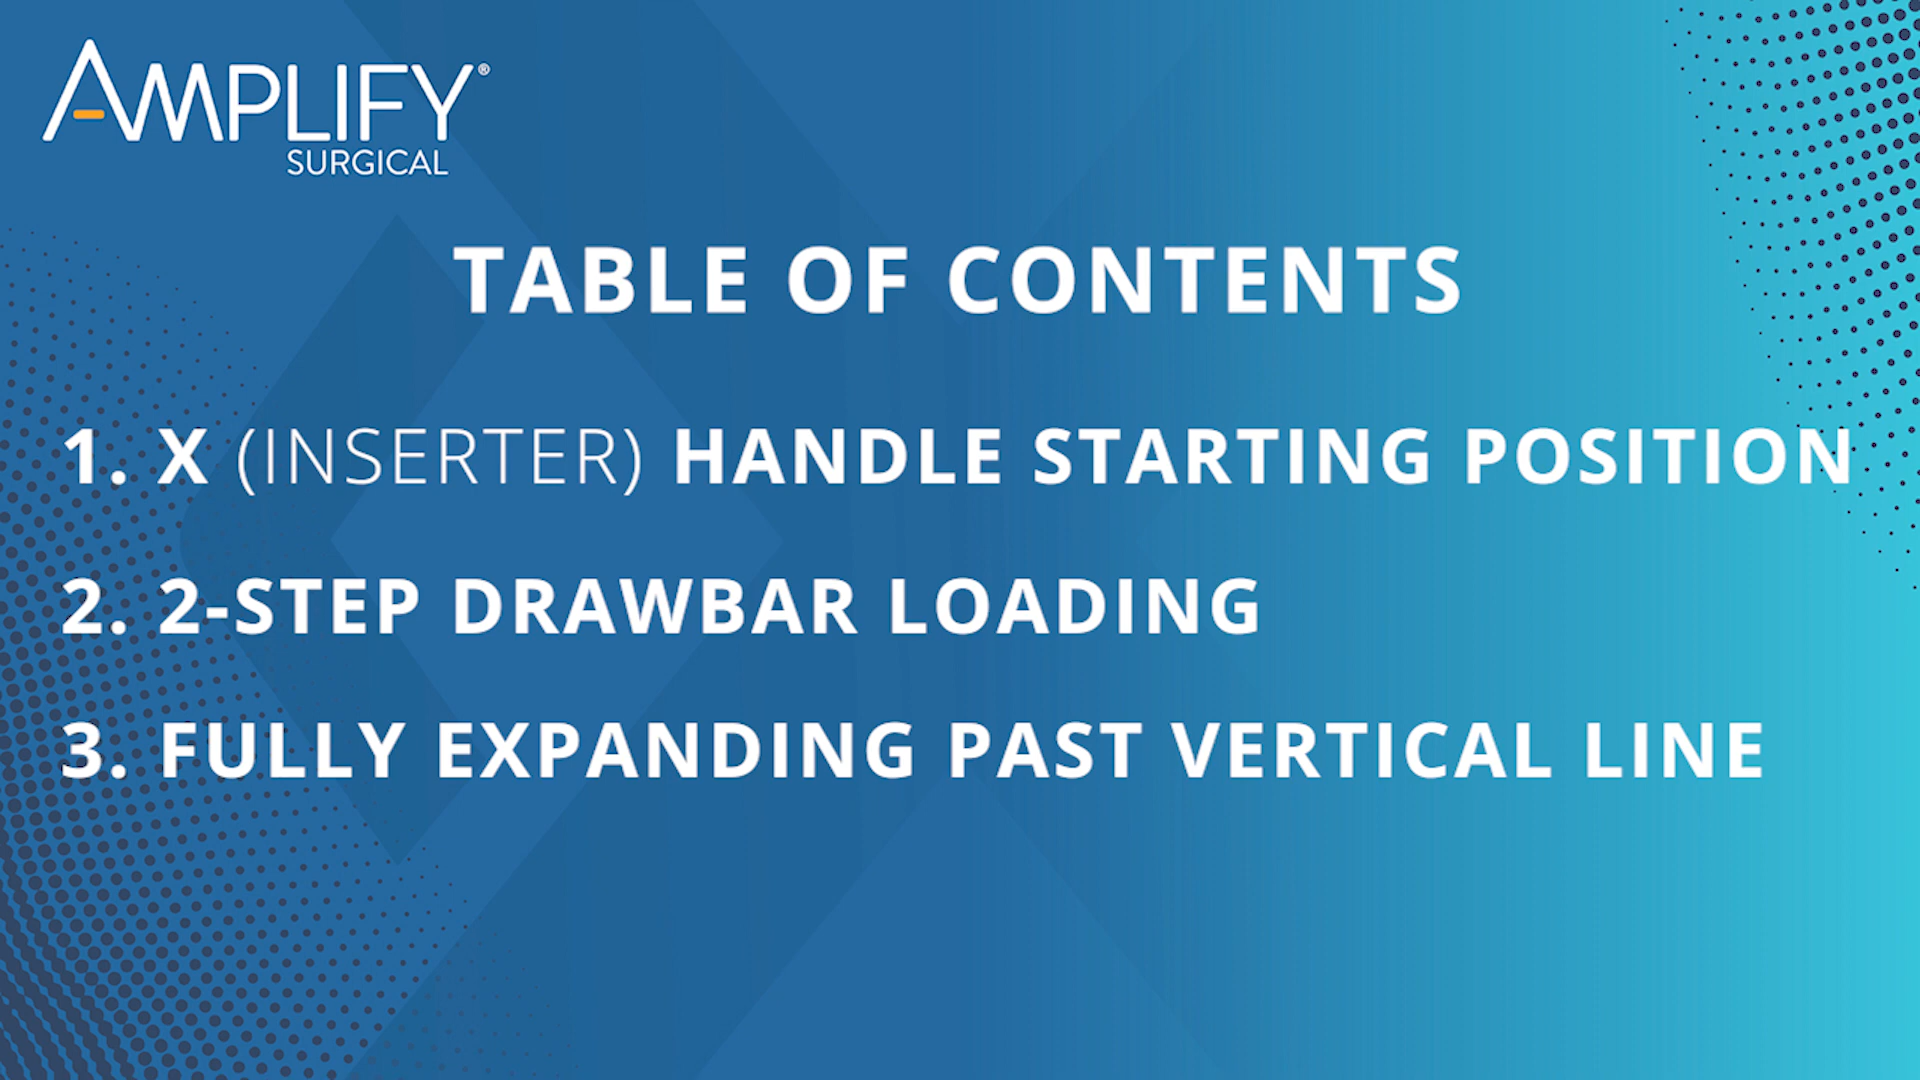 AMPLIFY®
SURGICAL
TABLE OF CONTENTS
1. X (INSERTER) HANDLE STARTING POSITION
2. 2-STEP DRAWBAR LOADING
3. FULLY EXPANDING PAST VERTICAL LINE